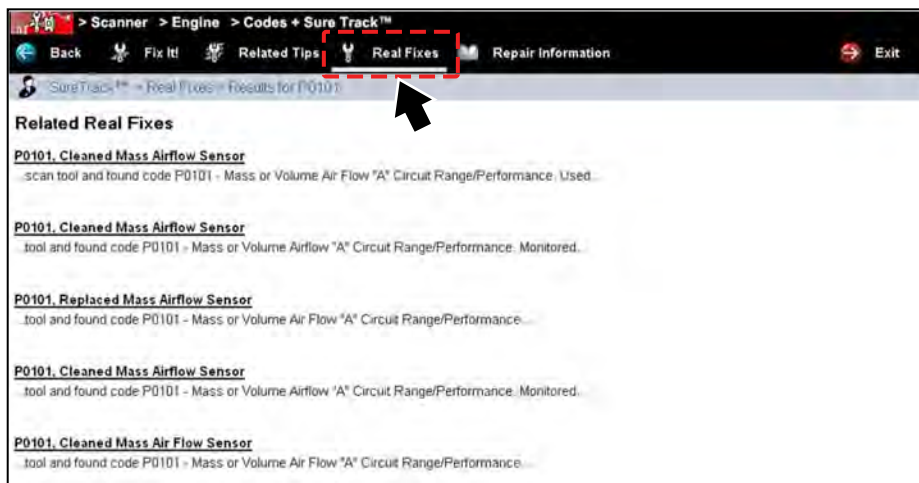 > Scanner > Engine > Codes + Sure Track™
Back Fix It! Related Tips Real Fixes Repair Information Exit
SureTrack™ > Real Fixes > Results for P0101
Related Real Fixes
P0101, Cleaned Mass Airflow Sensor
...scan tool and found code P0101 - Mass or Volume Air Flow "A" Circuit Range/Performance. Used...
P0101, Cleaned Mass Airflow Sensor
...tool and found code P0101 - Mass or Volume Airflow "A" Circuit Range/Performance. Monitored...
P0101, Replaced Mass Airflow Sensor
...tool and found code P0101 - Mass or Volume Air Flow "A" Circuit Range/Performance...
P0101, Cleaned Mass Airflow Sensor
...tool and found code P0101 - Mass or Volume Airflow "A" Circuit Range/Performance. Monitored...
P0101, Cleaned Mass Air Flow Sensor
...tool and found code P0101 - Mass or Volume Air Flow "A" Circuit Range/Performance...